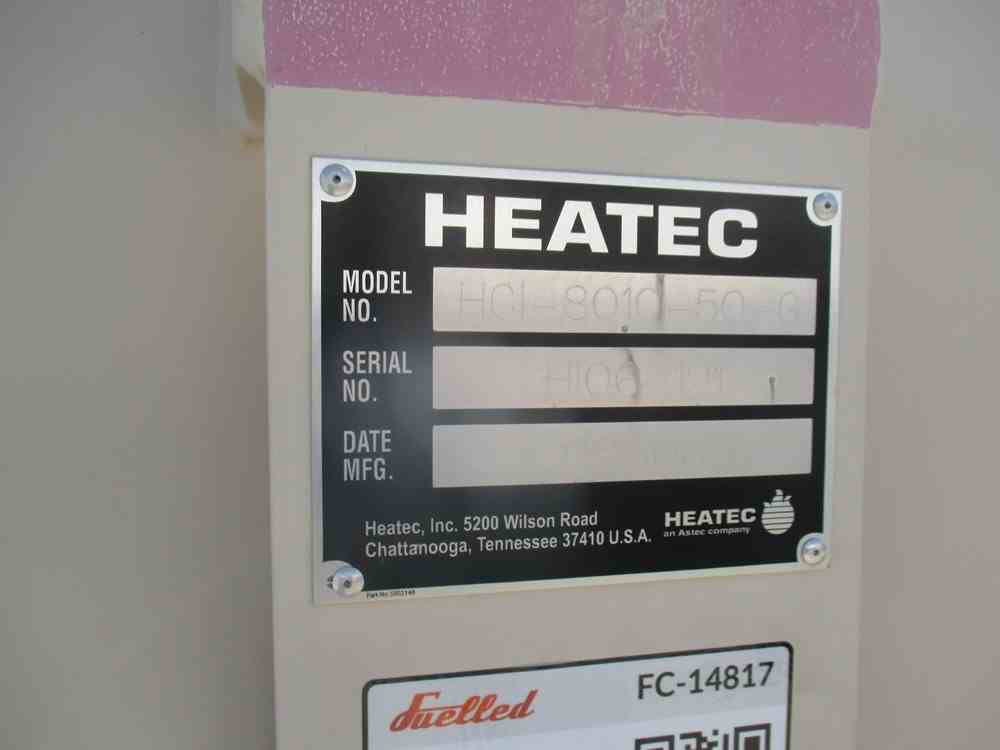 HEATEC
MODEL
NO.
HCI-8010-50-G
SERIAL
NO.
DATE
MFG.
Heatec, Inc. 5200 Wilson Road
Chattanooga, Tennessee 37410 U.S.A.
HEATEC
an Astec company
Fuelled
FC-14817